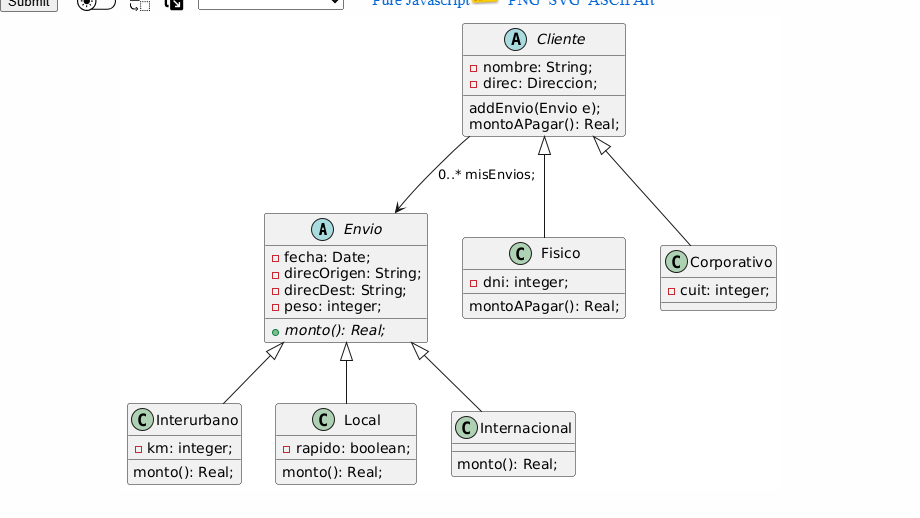 Submit
Pure Javascript PNG SVG ASCII Art
A Cliente
nombre: String;
direc: Direccion;
addEnvio(Envio e);
montoAPagar(): Real;
0..* misEnvios;
A Envio
fecha: Date;
direcOrigen: String;
direcDest: String;
peso: integer;
monto(): Real;
C Fisico
dni: integer;
montoAPagar(): Real;
C Corporativo
cuit: integer;
C Interurbano
km: integer;
monto(): Real;
C Local
rapido: boolean;
monto(): Real;
C Internacional
monto(): Real;